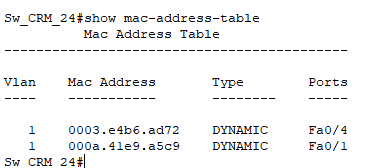 Sw_CRM_24#show mac-address-table
          Mac Address Table
-------------------------------------------
Vlan    Mac Address       Type        Ports
----    -----------       --------    -----
   1    0003.e4b6.ad72    DYNAMIC     Fa0/4
   1    000a.41e9.a5c9    DYNAMIC     Fa0/1
Sw_CRM_24#